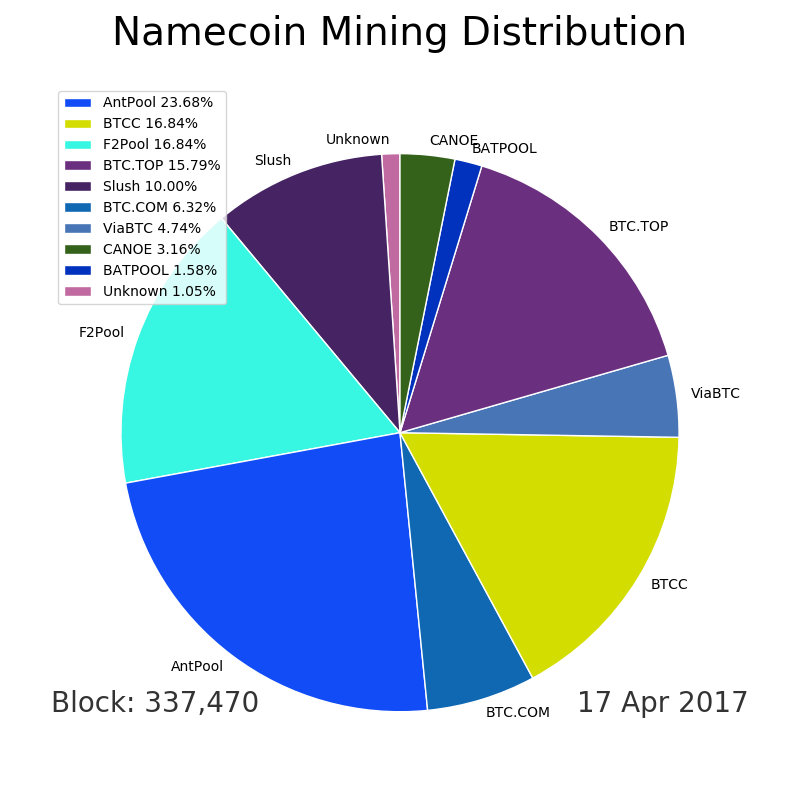 Namecoin Mining Distribution
AntPool 23.68%
BTCC 16.84%
F2Pool 16.84%
BTC.TOP 15.79%
Slush 10.00%
BTC.COM 6.32%
ViaBTC 4.74%
CANOE 3.16%
BATPOOL 1.58%
Unknown 1.05%
Unknown
CANOE
BATPOOL
Slush
BTC.TOP
F2Pool
ViaBTC
BTCC
AntPool
BTC.COM
Block: 337,470
17 Apr 2017